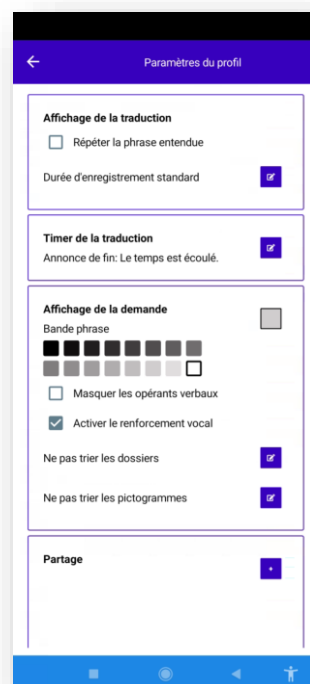 Paramètres du profil
Affichage de la traduction
Répéter la phrase entendue
Durée d'enregistrement standard
Timer de la traduction
Annonce de fin: Le temps est écoulé.
Affichage de la demande
Bande phrase
Masquer les opérants verbaux
Activer le renforcement vocal
Ne pas trier les dossiers
Ne pas trier les pictogrammes
Partage